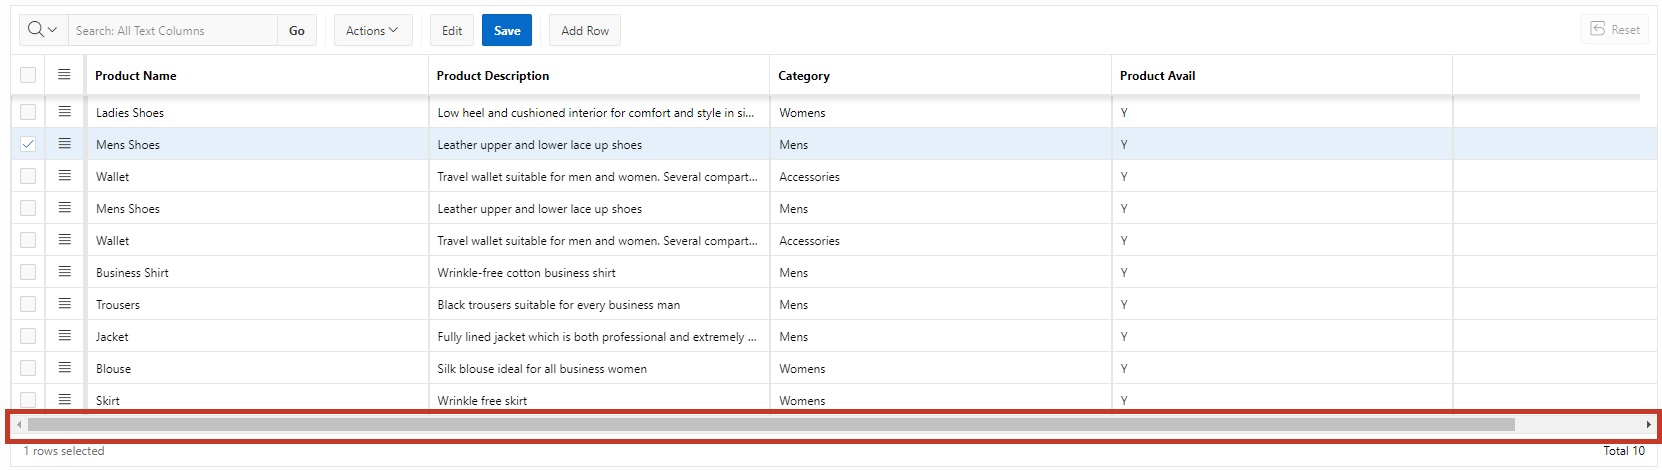 Search: All Text Columns Go Actions Edit Save Add Row Reset
Product Name Product Description Category Product Avail
Ladies Shoes Low heel and cushioned interior for comfort and style in si... Womens Y
Mens Shoes Leather upper and lower lace up shoes Mens Y
Wallet Travel wallet suitable for men and women. Several compart... Accessories Y
Mens Shoes Leather upper and lower lace up shoes Mens Y
Wallet Travel wallet suitable for men and women. Several compart... Accessories Y
Business Shirt Wrinkle-free cotton business shirt Mens Y
Trousers Black trousers suitable for every business man Mens Y
Jacket Fully lined jacket which is both professional and extremely ... Mens Y
Blouse Silk blouse ideal for all business women Womens Y
Skirt Wrinkle free skirt Womens Y
1 rows selected Total 10